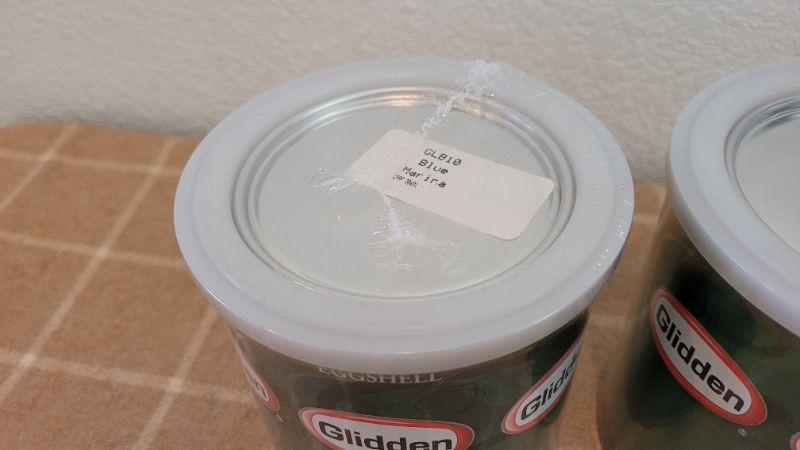 GLB10
Blue
Marina
EGGSHELL
Glidden
Glidden
Glidden